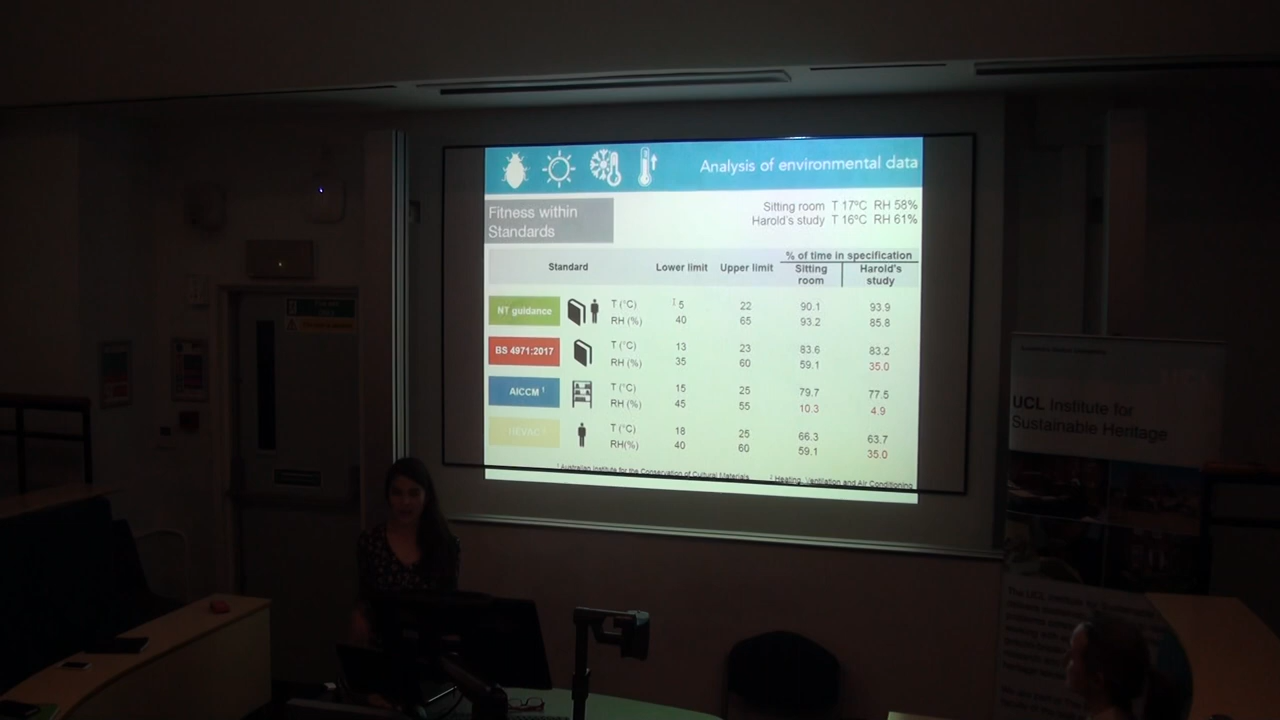 Analysis of environmental data
Fitness within
Standards
Sitting room T 17ºC RH 58%
Harold's study T 16ºC RH 61%
% of time in specification
Standard Lower limit Upper limit Sitting room Harold's study
NT guidance T (°C) 5 22 90.1 93.9
RH (%) 40 65 93.2 85.8
BS 4971:2017 T (°C) 13 23 83.6 83.2
RH (%) 35 60 59.1 35.0
AICCM ¹ T (°C) 15 25 79.7 77.5
RH (%) 45 55 10.3 4.9
HEVAC ² T (°C) 18 25 66.3 63.7
RH(%) 40 60 59.1 35.0
¹ Australian Institute for the Conservation of Cultural Materials
² Heating, Ventilation and Air Conditioning
UCL Institute for
Sustainable Heritage